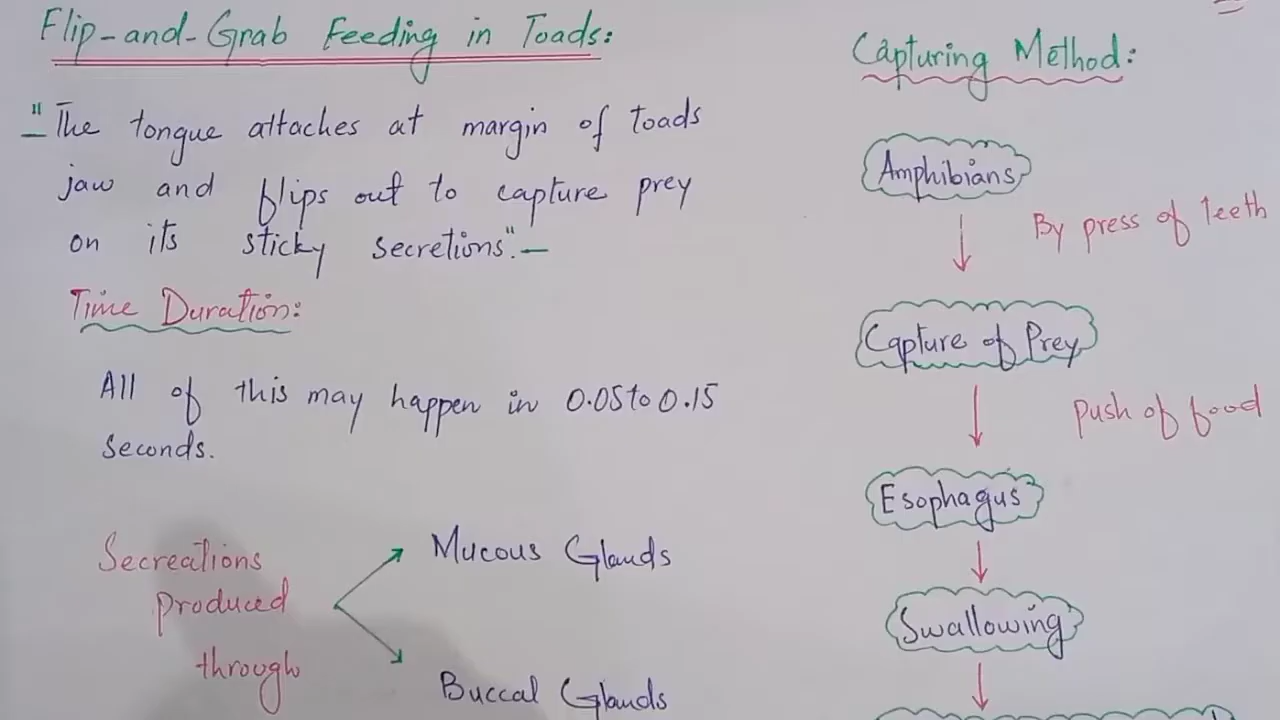 Flip-and-Grab Feeding in Toads:
"The tongue attaches at margin of toads
jaw and flips out to capture prey
on its sticky secretions".
Time Duration:
All of this may happen in 0.05 to 0.15
seconds.
Secreations
produced
through
Mucous Glands
Buccal Glands
Capturing Method:
Amphibians
By press of Teeth
Capture of Prey
Push of food
Esophagus
Swallowing